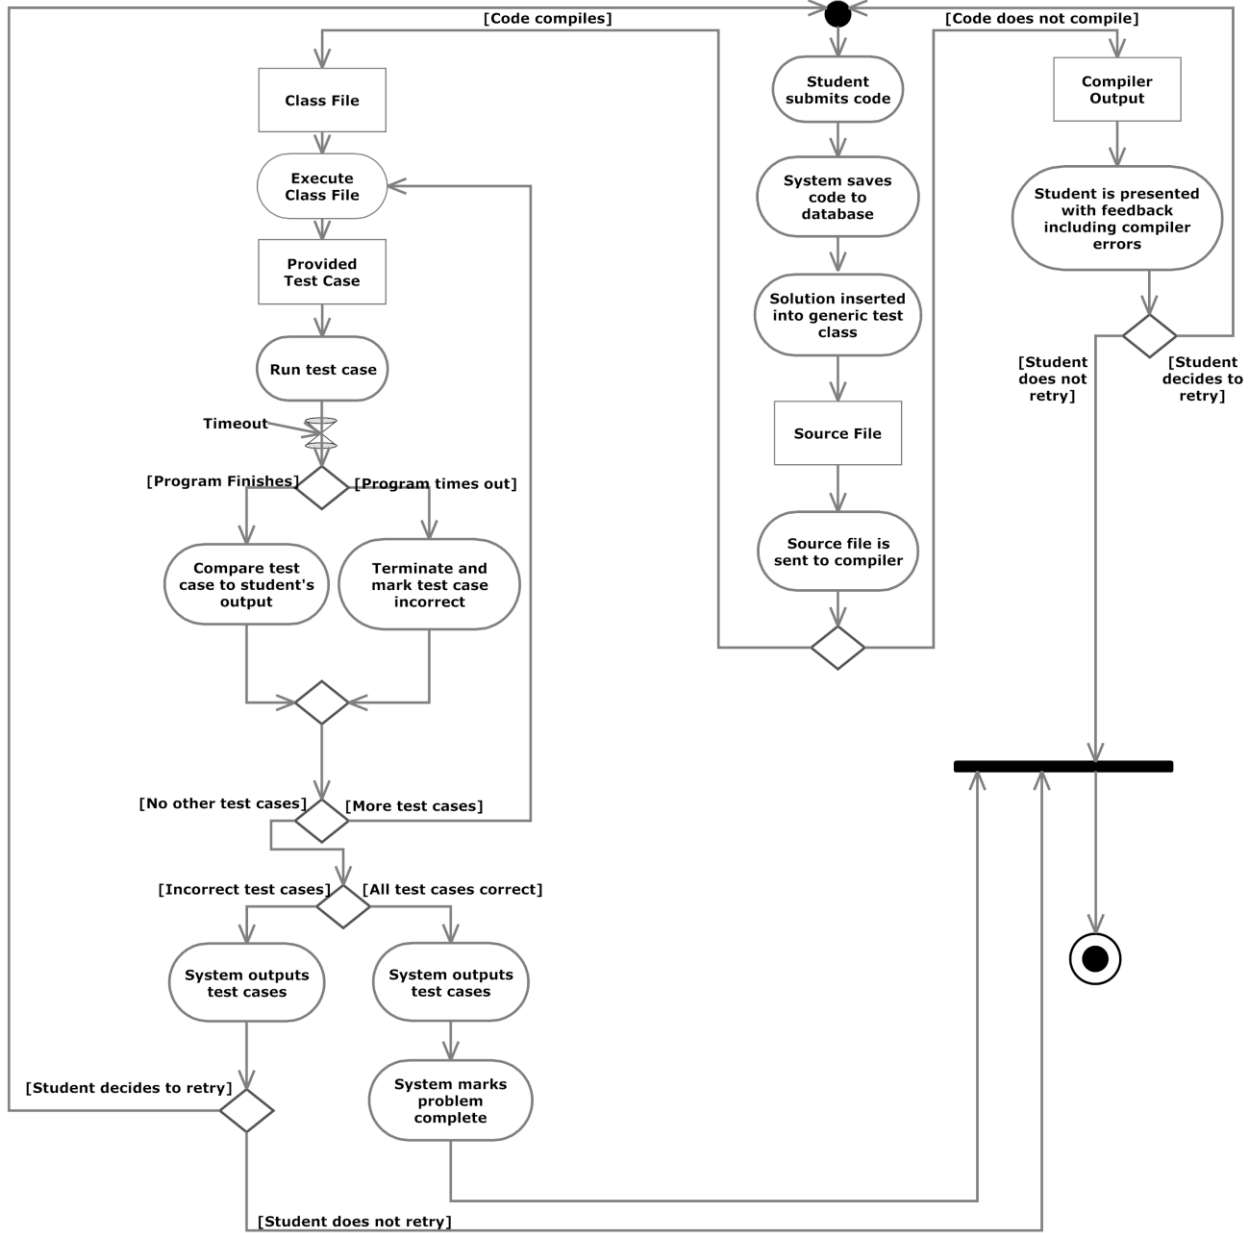 [Code compiles]
[Code does not compile]
Class File
Student
submits code
Compiler
Output
Execute
Class File
System saves
code to
database
Student is presented
with feedback
including compiler
errors
Provided
Test Case
Solution inserted
into generic test
class
Run test case
[Student
does not
retry]
[Student
decides to
retry]
Timeout
Source File
[Program Finishes]
[Program times out]
Compare test
case to student's
output
Terminate and
mark test case
incorrect
Source file is
sent to compiler
[No other test cases]
[More test cases]
[Incorrect test cases]
[All test cases correct]
System outputs
test cases
System outputs
test cases
[Student decides to retry]
System marks
problem
complete
[Student does not retry]